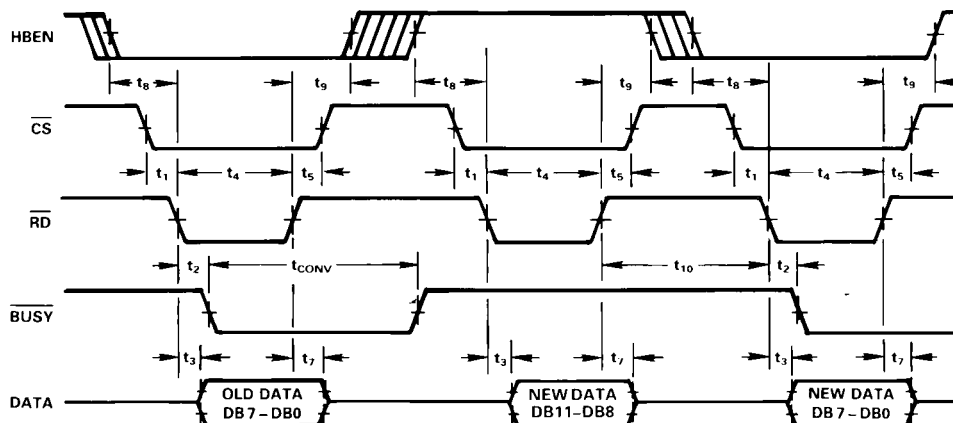 HBEN
t8 t9 t8 t9 t8 t9
CS
t1 t4 t5 t1 t4 t5 t1 t4 t5
RD
t2 tCONV t10 t2
BUSY
t3 t7 t3 t7 t3 t7
DATA
OLD DATA
DB7–DB0
NEW DATA
DB11–DB8
NEW DATA
DB7–DB0